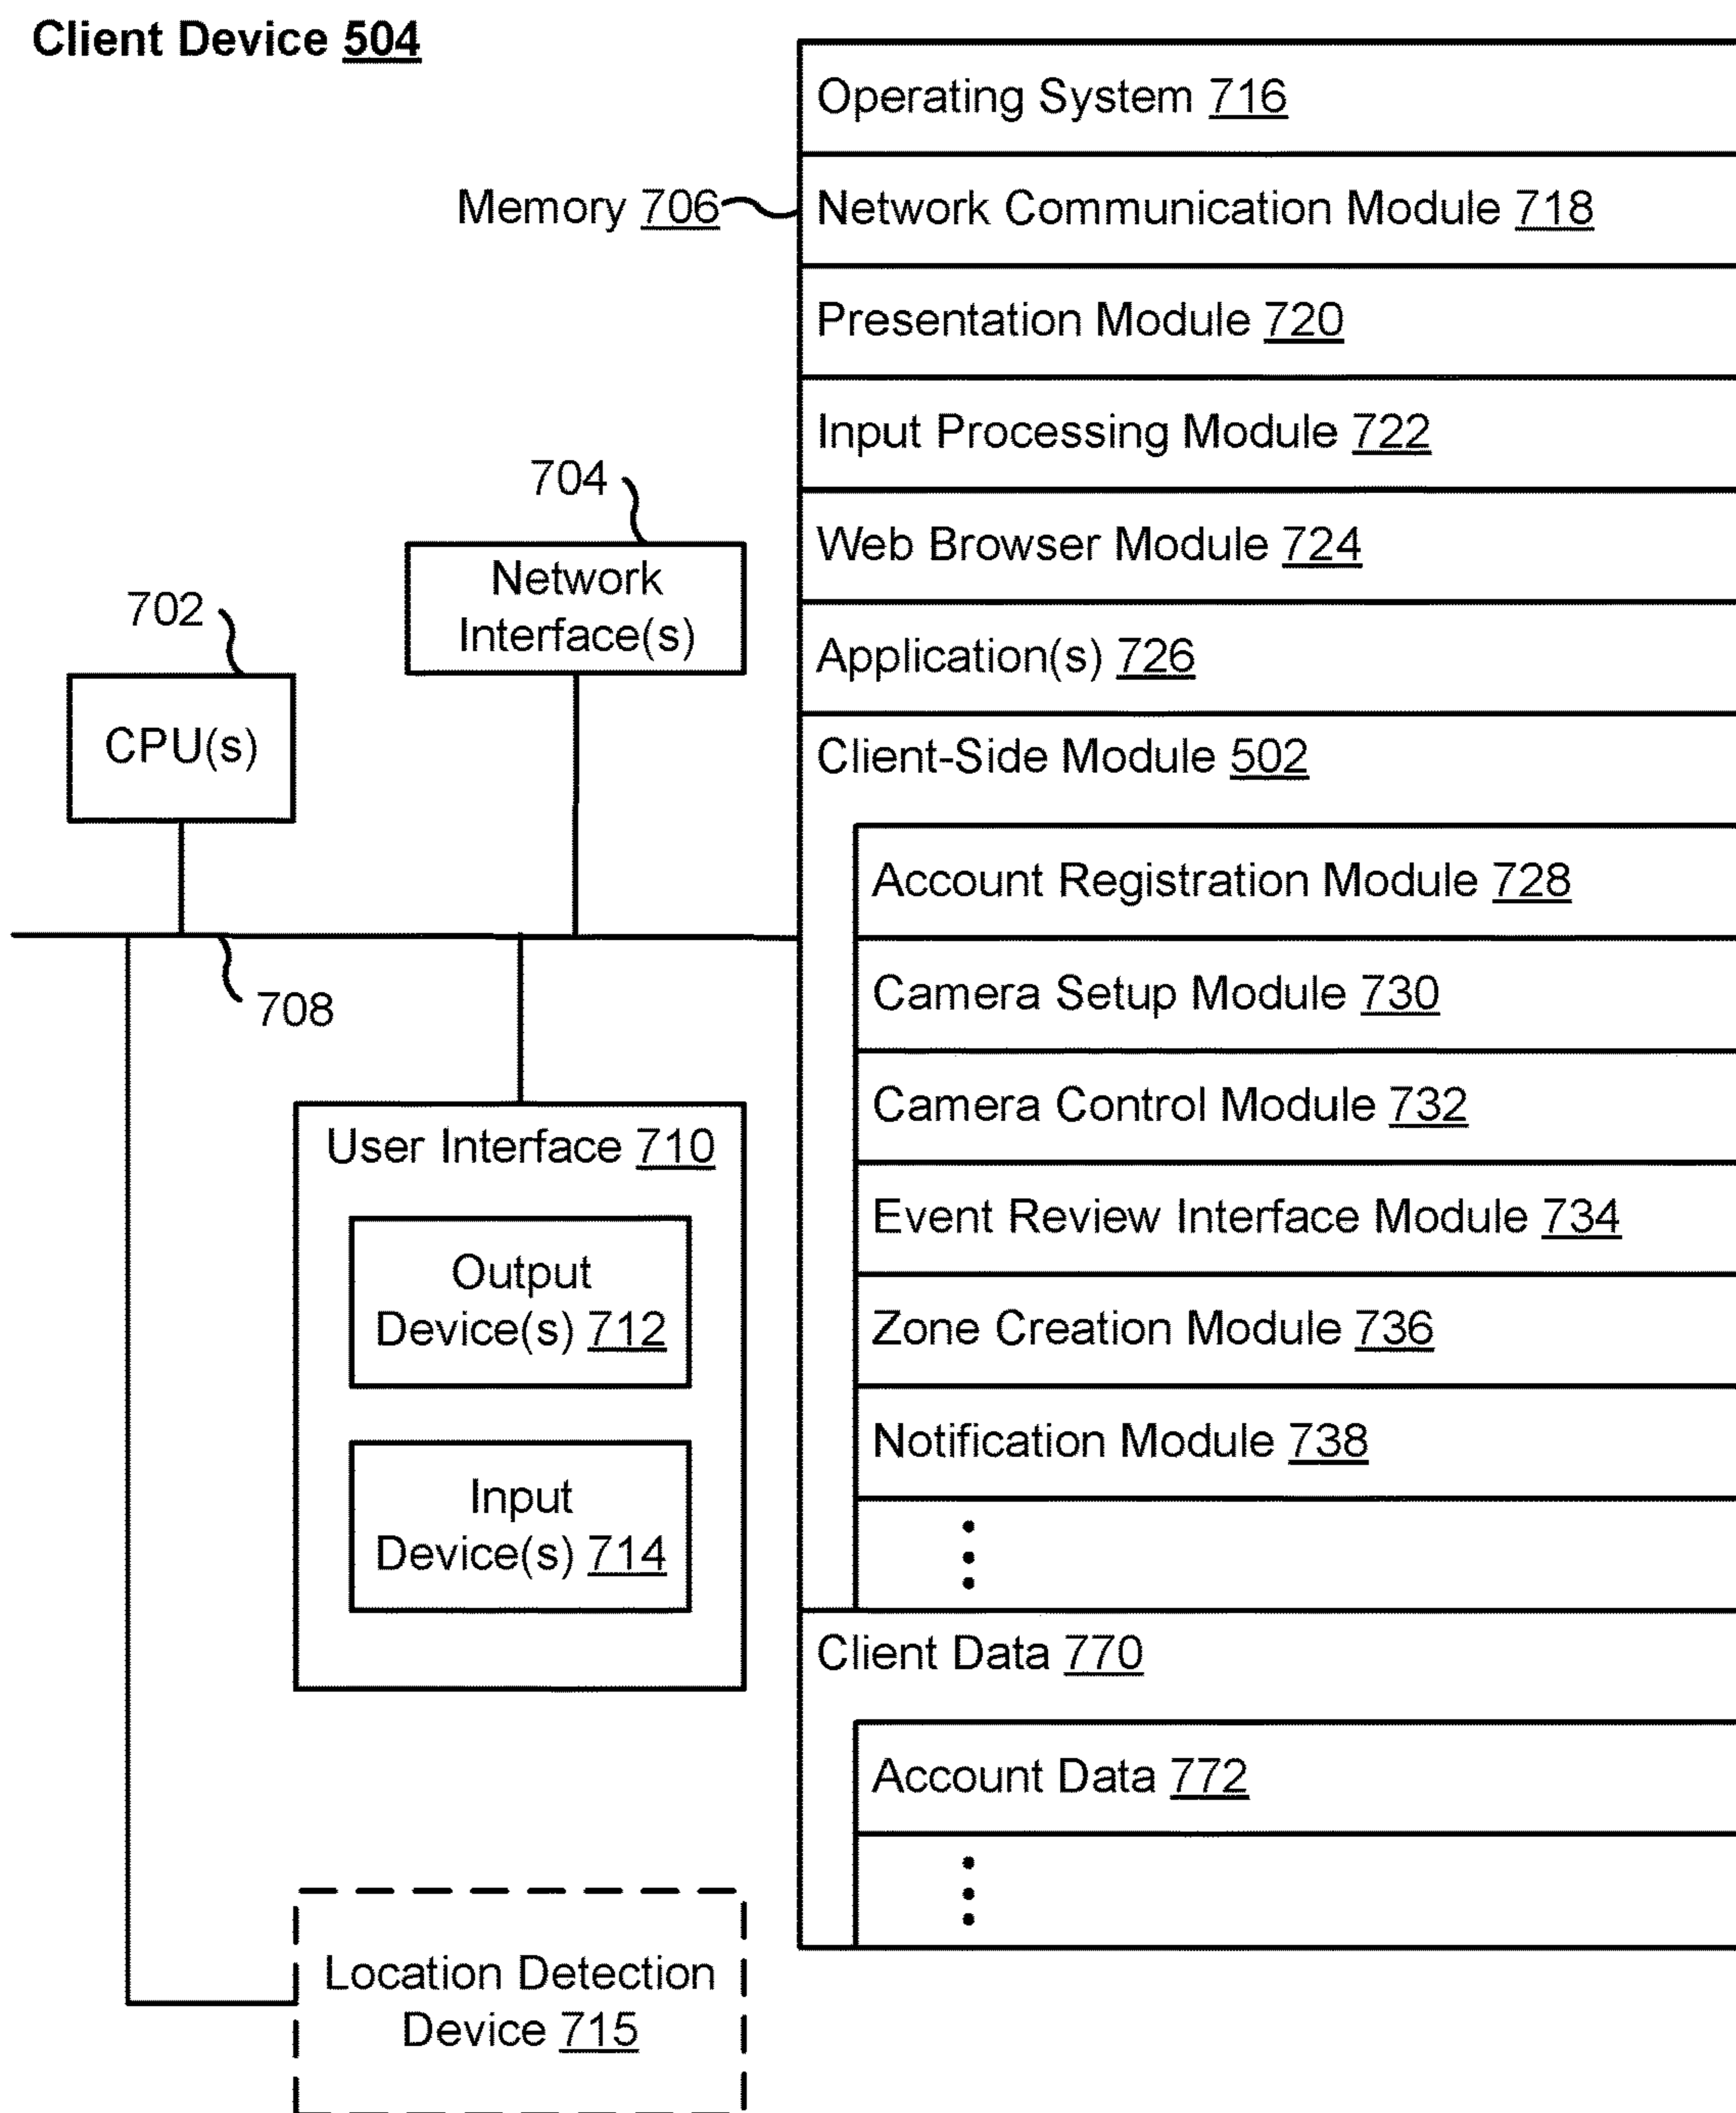 Client Device 504
Operating System 716
Memory 706
Network Communication Module 718
Presentation Module 720
Input Processing Module 722
704
Network
Interface(s)
Web Browser Module 724
702
CPU(s)
Application(s) 726
Client-Side Module 502
Account Registration Module 728
708
Camera Setup Module 730
Camera Control Module 732
User Interface 710
Event Review Interface Module 734
Output
Device(s) 712
Zone Creation Module 736
Notification Module 738
Input
Device(s) 714
Client Data 770
Account Data 772
Location Detection
Device 715